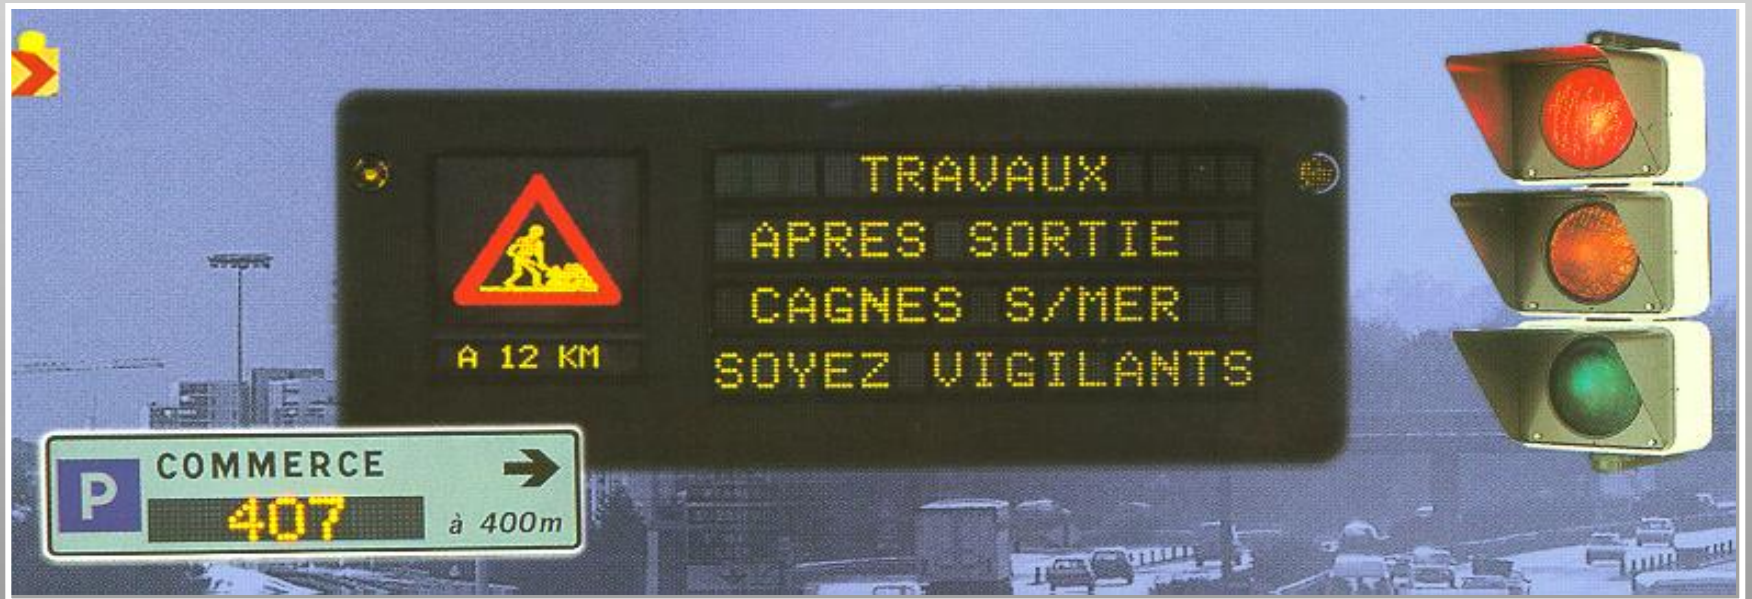 TRAVAUX
APRES SORTIE
CAGNES S/MER
SOYEZ VIGILANTS
A 12 KM
P COMMERCE
407 à 400m